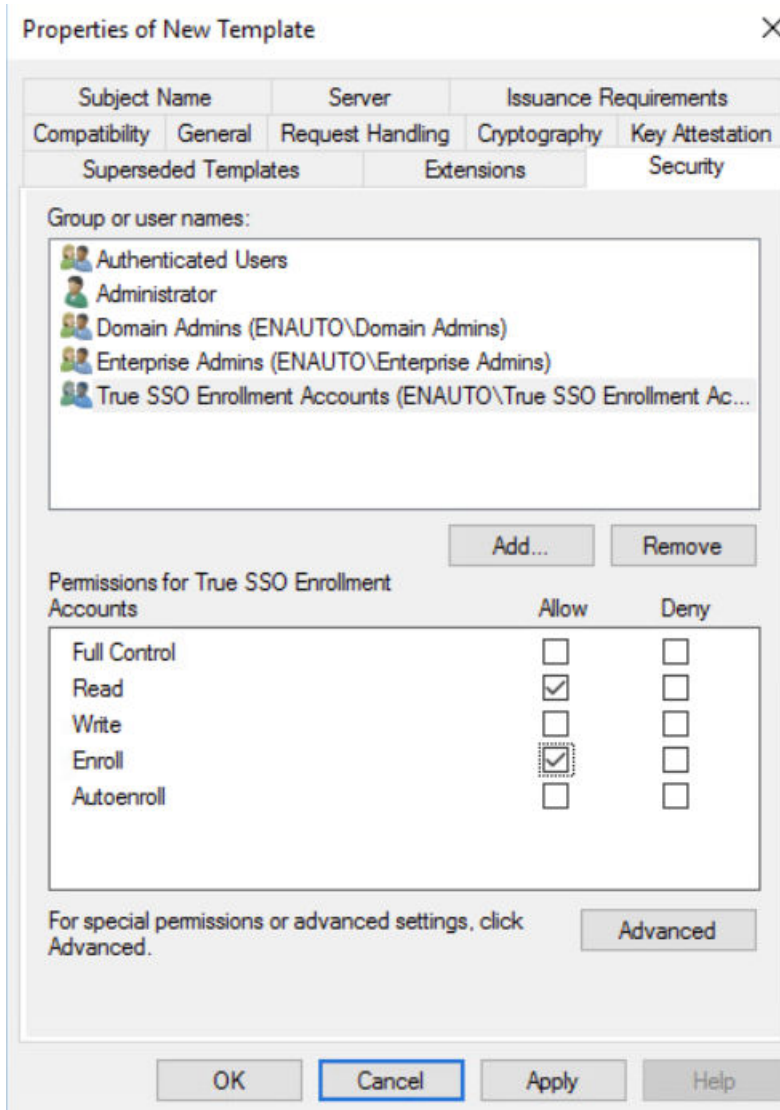 Properties of New Template
Subject Name Server Issuance Requirements
Compatibility General Request Handling Cryptography Key Attestation
Superseded Templates Extensions Security
Group or user names:
Authenticated Users
Administrator
Domain Admins (ENAUTO\Domain Admins)
Enterprise Admins (ENAUTO\Enterprise Admins)
True SSO Enrollment Accounts (ENAUTO\True SSO Enrollment Ac...
Add... Remove
Permissions for True SSO Enrollment
Accounts Allow Deny
Full Control
Read
Write
Enroll
Autoenroll
For special permissions or advanced settings, click
Advanced. Advanced
OK Cancel Apply Help